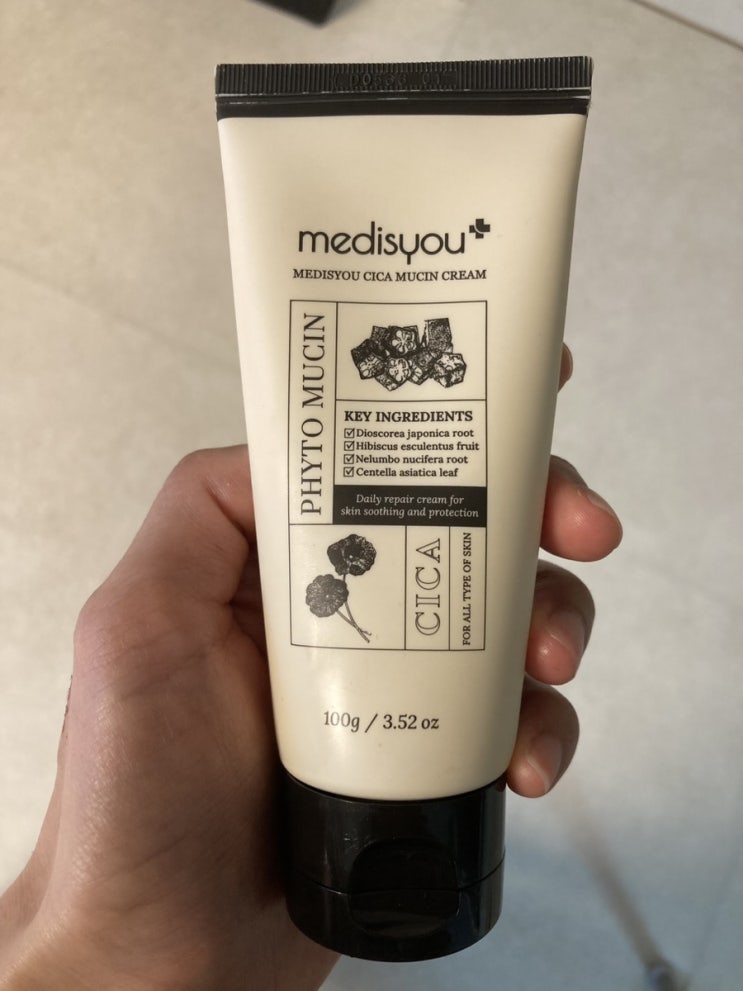 medisyou
MEDISYOU CICA MUCIN CREAM
PHYTO MUCIN
KEY INGREDIENTS
Dioscorea japonica root
Hibiscus esculentus fruit
Nelumbo nucifera root
Centella asiatica leaf
Daily repair cream for
skin soothing and protection
CICA
FOR ALL TYPE OF SKIN
100g / 3.52 oz